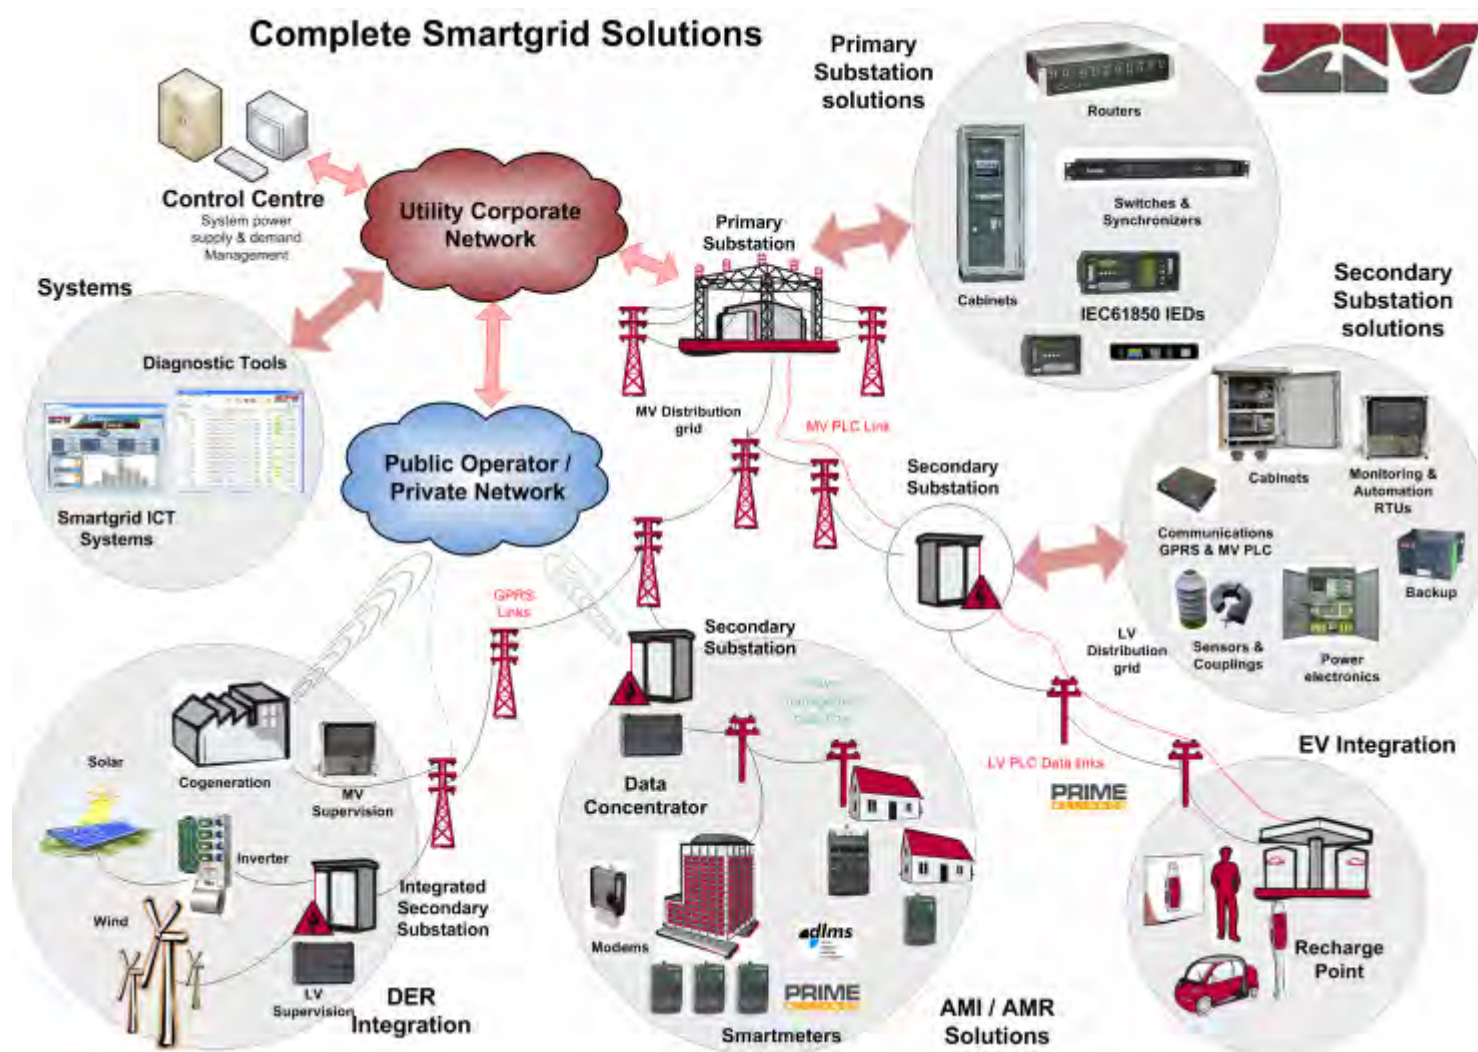 Complete Smartgrid Solutions
ZIV
Primary
Substation
solutions
Routers
Switches &
Synchronizers
Cabinets
IEC61850 IEDs
Control Centre
System power
supply & demand
Management
Utility Corporate
Network
Primary
Substation
Systems
Diagnostic Tools
Smartgrid ICT
Systems
Public Operator /
Private Network
MV Distribution
grid
MV PLC Link
Secondary
Substation
Secondary
Substation
solutions
Cabinets
Monitoring &
Automation
RTUs
Communications
GPRS & MV PLC
Backup
Sensors &
Couplings
Power
electronics
LV
Distribution
grid
GPRS
Links
Secondary
Substation
Data
Concentrator
LV PLC Data links
PRIME
ALLIANCE
EV Integration
Recharge
Point
Solar
Cogeneration
MV
Supervision
Inverter
Wind
Integrated
Secondary
Substation
LV
Supervision
DER
Integration
Modems
dlms
PRIME
ALLIANCE
Smartmeters
AMI / AMR
Solutions